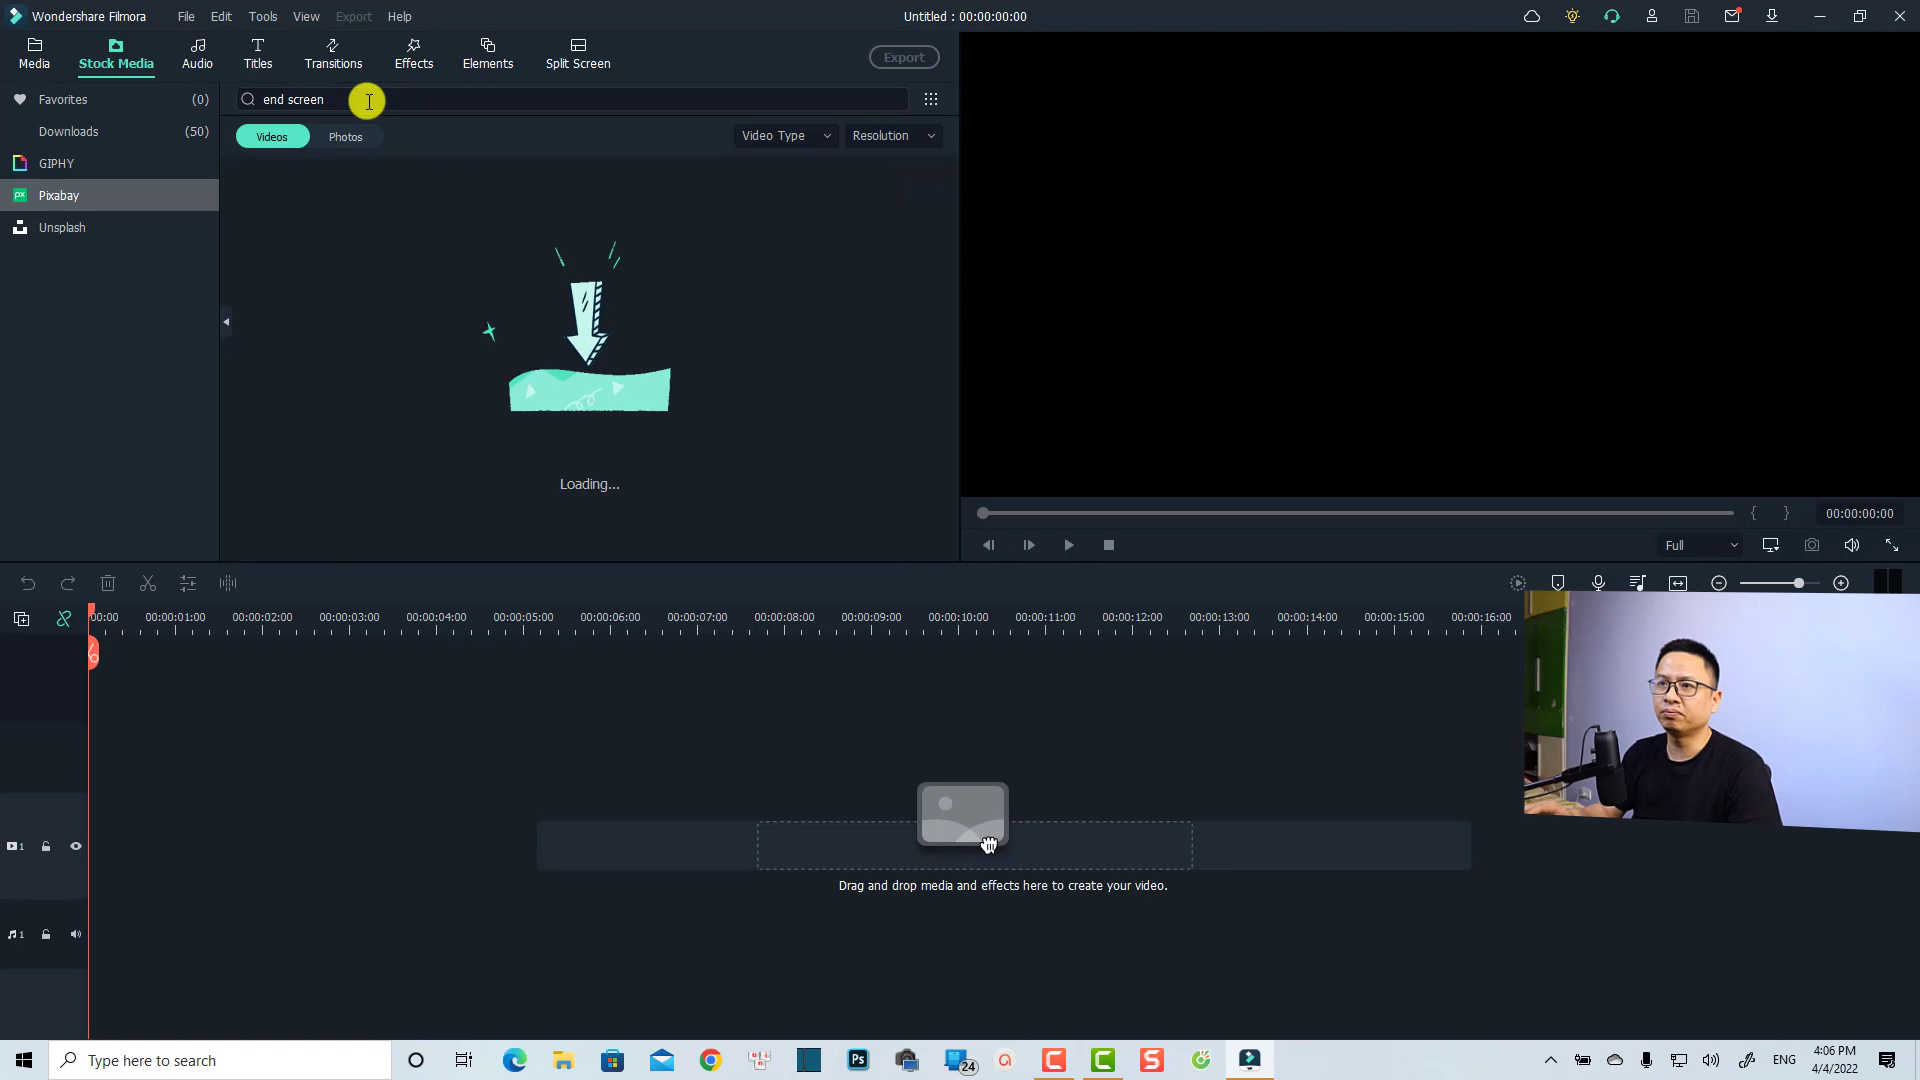 Wondershare Filmora File Edit Tools View Export Help Untitled : 00:00:00:00
Media Stock Media Audio Titles Transitions Effects Elements Split Screen Export
Favorites (0)
end screen
Downloads (50)
Videos Photos Video Type Resolution
GIPHY
px Pixabay
Unsplash
Loading...
{ } 00:00:00:00
Full
00:00 00:00:01:00 00:00:02:00 00:00:03:00 00:00:04:00 00:00:05:00 00:00:06:00 00:00:07:00 00:00:08:00 00:00:09:00 00:00:10:00 00:00:11:00 00:00:12:00 00:00:13:00 00:00:14:00 00:00:15:00 00:00:16:00
1
Drag and drop media and effects here to create your video.
1
Type here to search
Ps
24
C C S
ENG
4:06 PM
4/4/2022